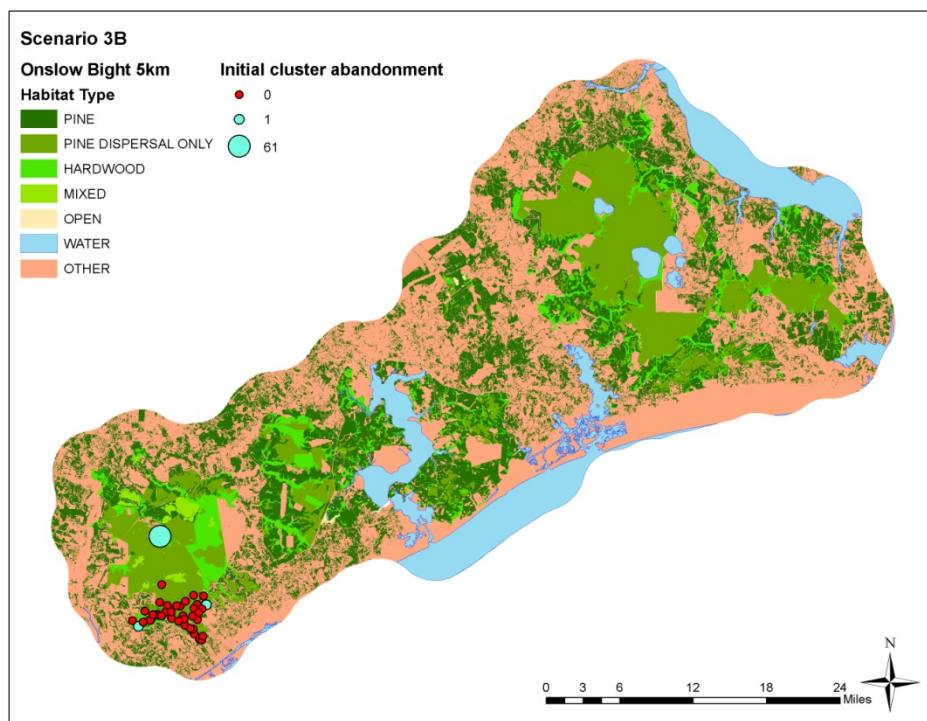 Scenario 3B
Onslow Bight 5km
Habitat Type
PINE
PINE DISPERSAL ONLY
HARDWOOD
MIXED
OPEN
WATER
OTHER
Initial cluster abandonment
0
1
61
N
0 3 6 12 18 24
Miles